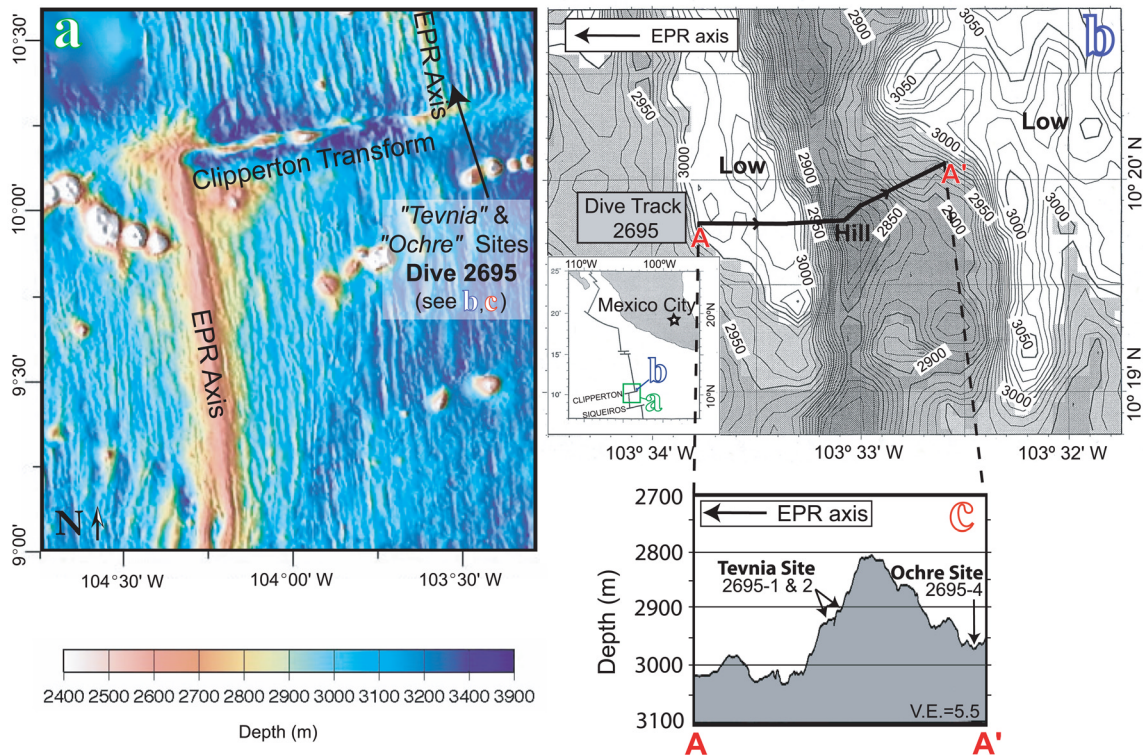 a
10°30'
10°00'
9°30'
9°00'
EPR Axis
Clipperton Transform
"Tevnia" &
"Ochre" Sites
Dive 2695
(see b,c)
EPR Axis
N
104°30' W
104°00' W
103°30' W
2400 2500 2600 2700 2800 2900 3000 3100 3200 3400 3900
Depth (m)
b
EPR axis
2900
3050
3050
2950
2950
3000
3000
Low
Low
Dive Track
2695
A
A'
Hill
2950
2850
2900
2950
3000
3000
3050
2950
2900
3000
10° 20' N
10° 19' N
103° 34' W
103° 33' W
103° 32' W
110°W
100°W
25°
20°
15°
10°
20°N
10°N
Mexico City
b
a
CLIPPERTON
SIQUEIROS
2700
2800
2900
3000
3100
Depth (m)
EPR axis
c
Tevnia Site
2695-1 & 2
Ochre Site
2695-4
V.E.=5.5
A
A'